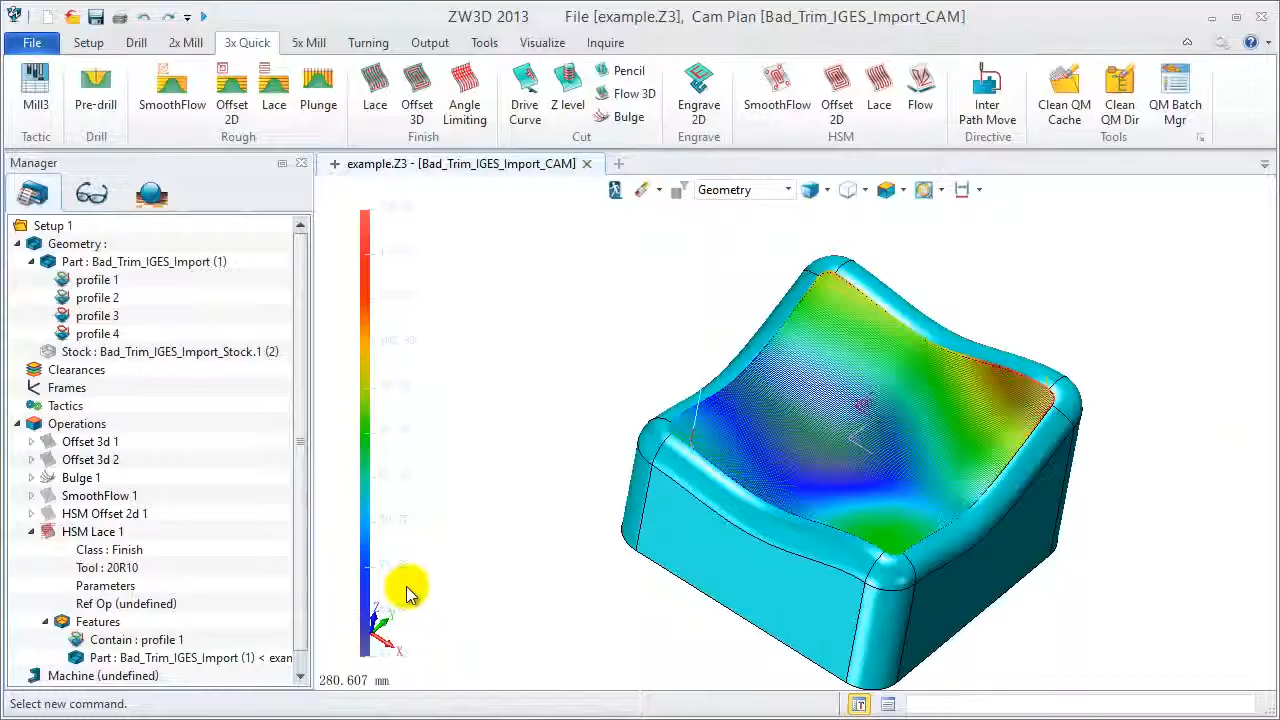 ZW3D 2013 File [example.Z3], Cam Plan [Bad_Trim_IGES_Import_CAM]
File Setup Drill 2x Mill 3x Quick 5x Mill Turning Output Tools Visualize Inquire
Mill3 Pre-drill SmoothFlow Offset 2D Lace Plunge Lace Offset 3D Angle Limiting Drive Curve Z level Pencil Flow 3D Bulge Engrave 2D SmoothFlow Offset 2D Lace Flow Inter Path Move Clean QM Cache Clean QM Dir QM Batch Mgr
Tactic Drill Rough Finish Cut Engrave HSM Directive Tools
Manager
example.Z3 - [Bad_Trim_IGES_Import_CAM]
Geometry
Setup 1
Geometry :
Part : Bad_Trim_IGES_Import (1)
profile 1
profile 2
profile 3
profile 4
Stock : Bad_Trim_IGES_Import_Stock.1 (2)
Clearances
Frames
Tactics
Operations
Offset 3d 1
Offset 3d 2
Bulge 1
SmoothFlow 1
HSM Offset 2d 1
HSM Lace 1
Class : Finish
Tool : 20R10
Parameters
Ref Op (undefined)
Features
Contain : profile 1
Part : Bad_Trim_IGES_Import (1) < exan
Machine (undefined)
Z
Y
X
280.607 mm
Select new command.